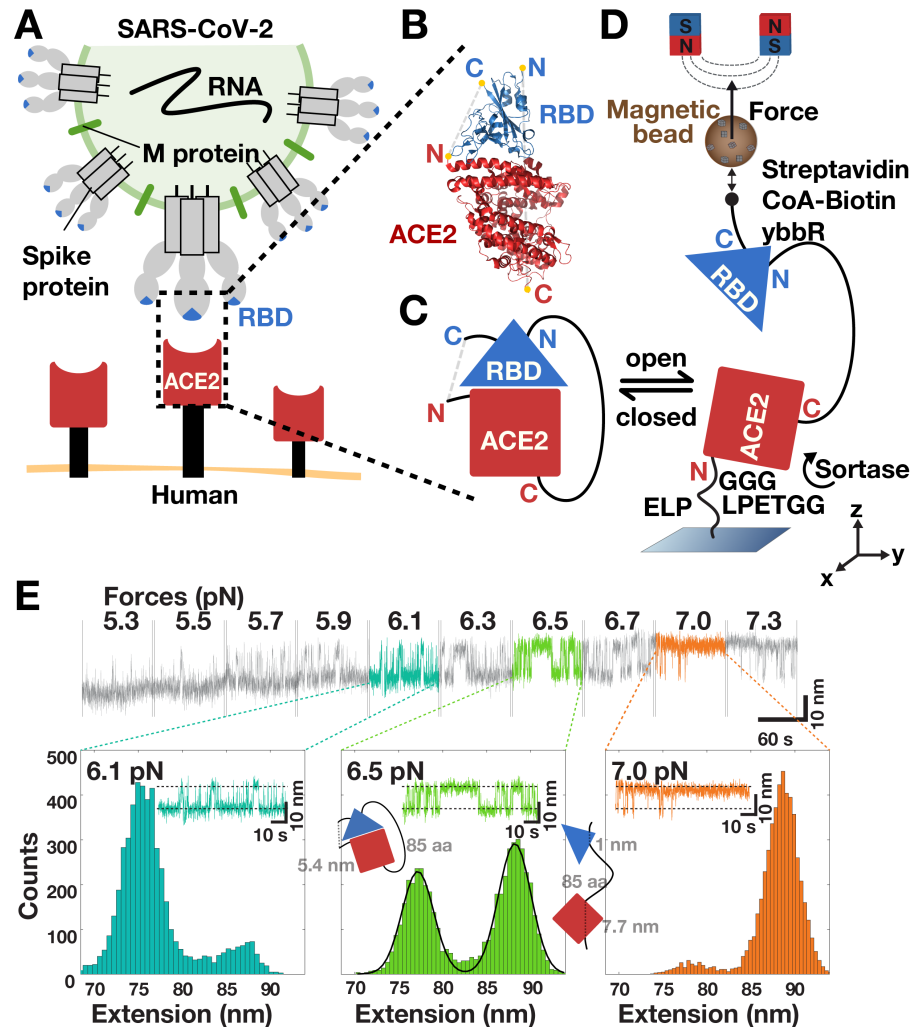 A
SARS-CoV-2
RNA
M protein
Spike
protein
RBD
ACE2
Human
B
C
N
RBD
N
ACE2
C
C
C
N
RBD
N
ACE2
C
open
closed
D
S
N
N
S
Magnetic
bead
Force
Streptavidin
CoA-Biotin
ybbR
C
N
RBD
ACE2
C
N
GGG
Sortase
ELP
LPETGG
z
y
x
E
Forces (pN)
5.3
5.5
5.7
5.9
6.1
6.3
6.5
6.7
7.0
7.3
10 nm
60 s
Counts
500
400
300
200
100
0
6.1 pN
10 nm
10 s
70 75 80 85 90
Extension (nm)
6.5 pN
10 nm
10 s
85 aa
5.4 nm
1 nm
85 aa
7.7 nm
70 75 80 85 90
Extension (nm)
7.0 pN
10 nm
10 s
70 75 80 85 90
Extension (nm)